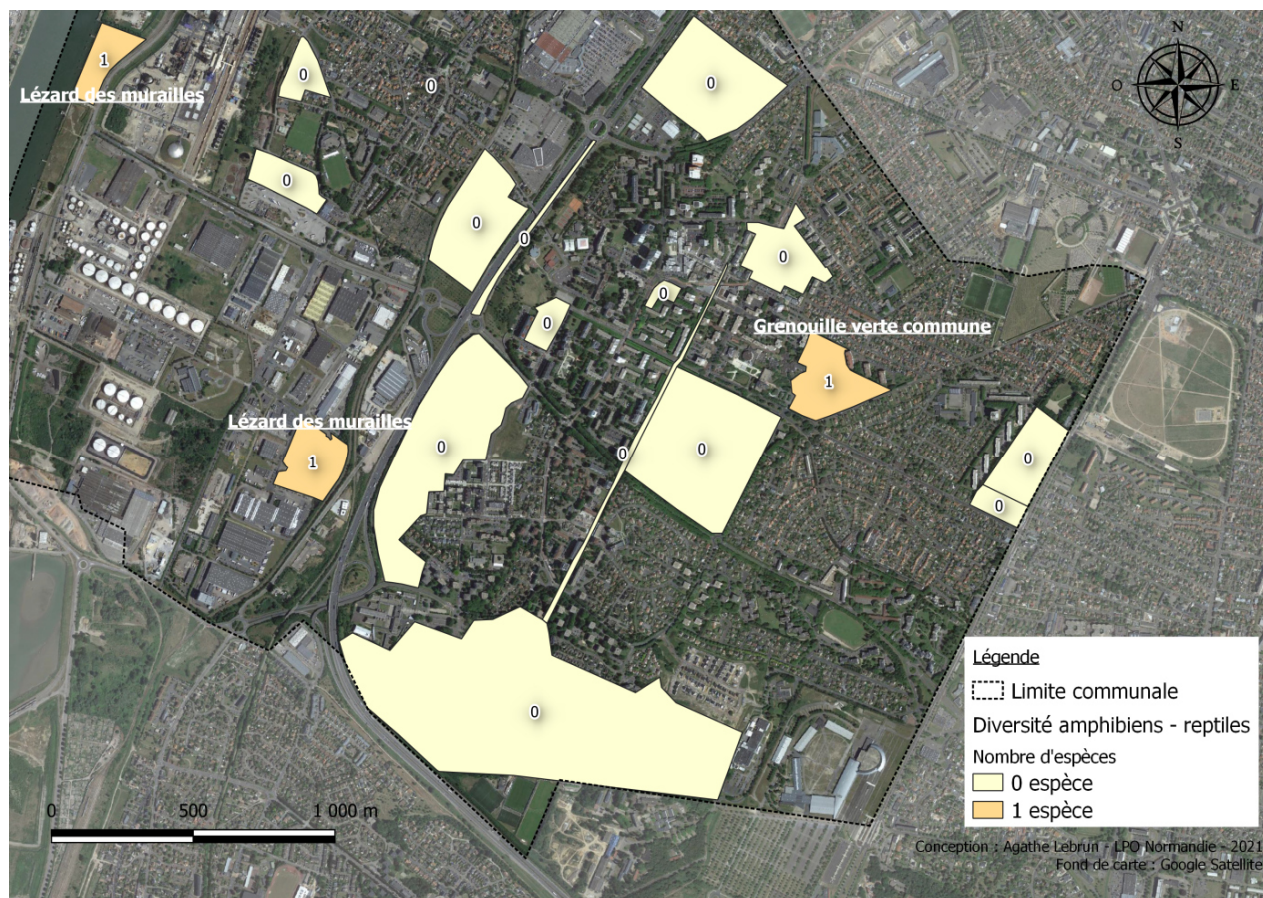 N
O
E
S
1
Lézard des murailles
0
0
0
0
0
0
0
0
0
Grenouille verte commune
1
Lézard des murailles
1
0
0
0
0
0
0
0
Légende
Limite communale
Diversité amphibiens - reptiles
Nombre d'espèces
0 espèce
1 espèce
0 500 1 000 m
Conception : Agathe Lebrun - LPO Normandie - 2021
Fond de carte : Google Satellite